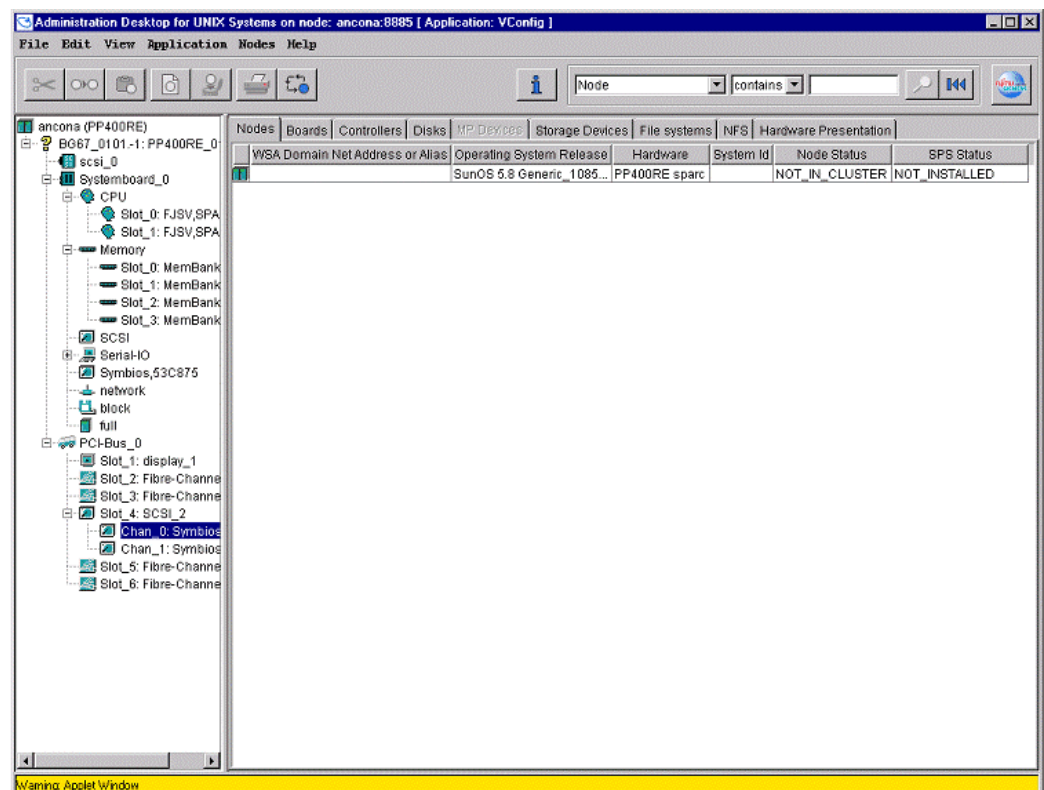 Administration Desktop for UNIX Systems on node: ancona:8885 [ Application: VConfig ]
File Edit View Application Nodes Help
Node contains
ancona (PP400RE)
BG67_0101.-1: PP400RE_0
scsi_0
Systemboard_0
CPU
Slot_0: FJSV,SPA
Slot_1: FJSV,SPA
Memory
Slot_0: MemBank
Slot_1: MemBank
Slot_2: MemBank
Slot_3: MemBank
SCSI
Serial-IO
Symbios,53C875
network
block
full
PCI-Bus_0
Slot_1: display_1
Slot_2: Fibre-Channe
Slot_3: Fibre-Channe
Slot_4: SCSI_2
Chan_0: Symbios
Chan_1: Symbios
Slot_5: Fibre-Channe
Slot_6: Fibre-Channe
Nodes Boards Controllers Disks MP Devices Storage Devices File systems NFS Hardware Presentation
WSA Domain Net Address or Alias Operating System Release Hardware System Id Node Status SPS Status
SunOS 5.8 Generic_1085... PP400RE sparc NOT_IN_CLUSTER NOT_INSTALLED
Warning: Applet Window